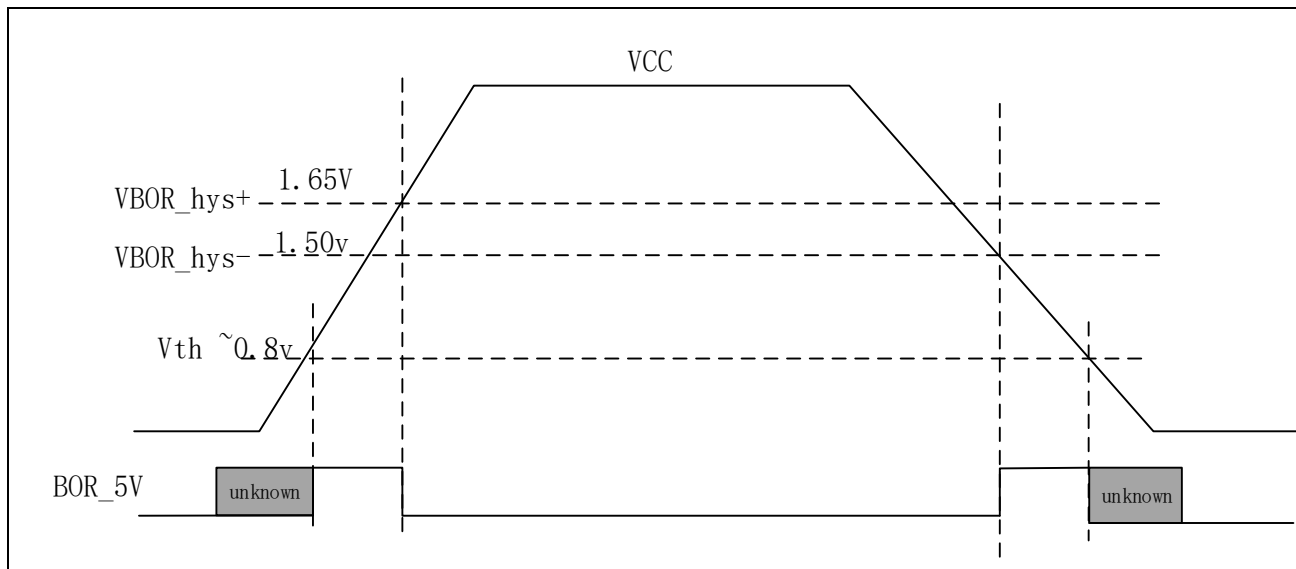 VCC
1.65V
VBOR_hys+
1.50v
VBOR_hys-
Vth ~0.8v
BOR_5V
unknown
unknown